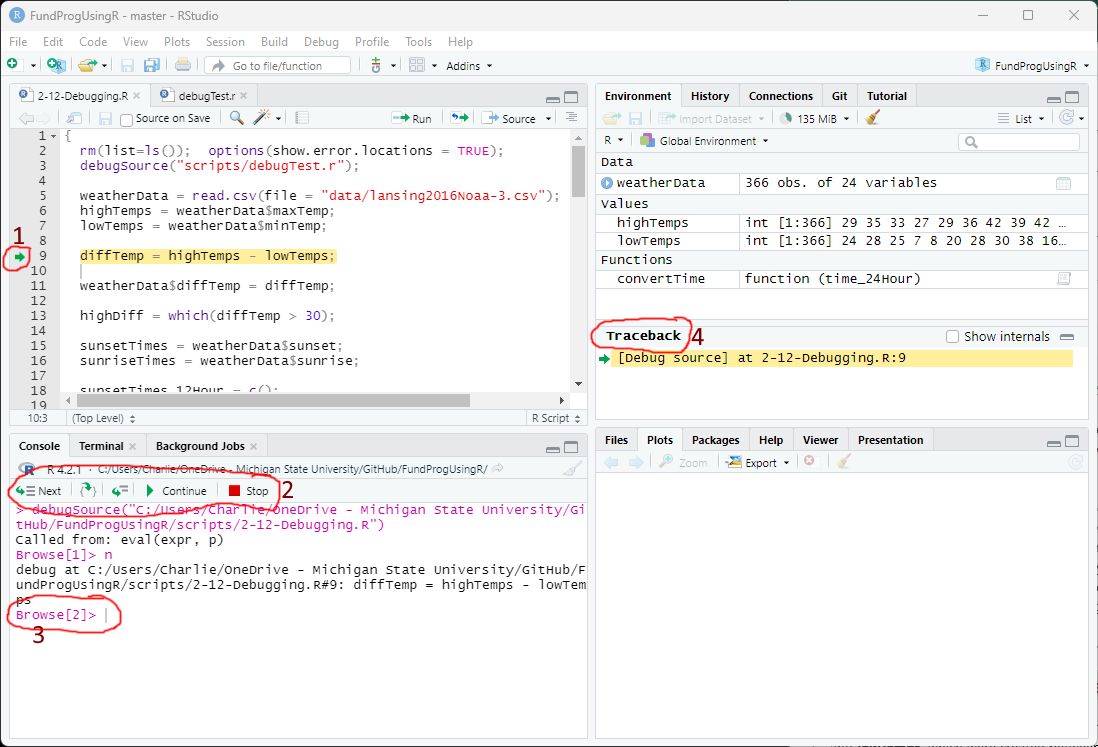 FundProgUsingR - master - RStudio
File Edit Code View Plots Session Build Debug Profile Tools Help
Go to file/function Addins FundProgUsingR
2-12-Debugging.R debugTest.r
Source on Save Run Source
1 {
2 rm(list=ls()); options(show.error.locations = TRUE);
3 debugSource("scripts/debugTest.r");
4
5 weatherData = read.csv(file = "data/lansing2016Noaa-3.csv");
6 highTemps = weatherData$maxTemp;
7 lowTemps = weatherData$minTemp;
1
8
9 diffTemp = highTemps - lowTemps;
10
11 weatherData$diffTemp = diffTemp;
12
13 highDiff = which(diffTemp > 30);
14
15 sunsetTimes = weatherData$sunset;
16 sunriseTimes = weatherData$sunrise;
17
18 sunsetTimes_12Hour = c();
19
10:3 (Top Level) R Script
Console Terminal Background Jobs
R 4.2.1 · C:/Users/Charlie/OneDrive - Michigan State University/GitHub/FundProgUsingR/
Next Continue Stop 2
> debugSource("C:/Users/Charlie/OneDrive - Michigan State University/Gi
tHub/FundProgUsingR/scripts/2-12-Debugging.R")
Called from: eval(expr, p)
Browse[1]> n
debug at C:/Users/Charlie/OneDrive - Michigan State University/GitHub/F
undProgUsingR/scripts/2-12-Debugging.R#9: diffTemp = highTemps - lowTem
ps
Browse[2]>
3
Environment History Connections Git Tutorial
Import Dataset 135 MiB List
R Global Environment
Data
weatherData 366 obs. of 24 variables
Values
highTemps int [1:366] 29 35 33 27 29 36 42 39 42 …
lowTemps int [1:366] 24 28 25 7 8 20 28 30 38 16…
Functions
convertTime function (time_24Hour)
Traceback 4 Show internals
[Debug source] at 2-12-Debugging.R:9
Files Plots Packages Help Viewer Presentation
Zoom Export